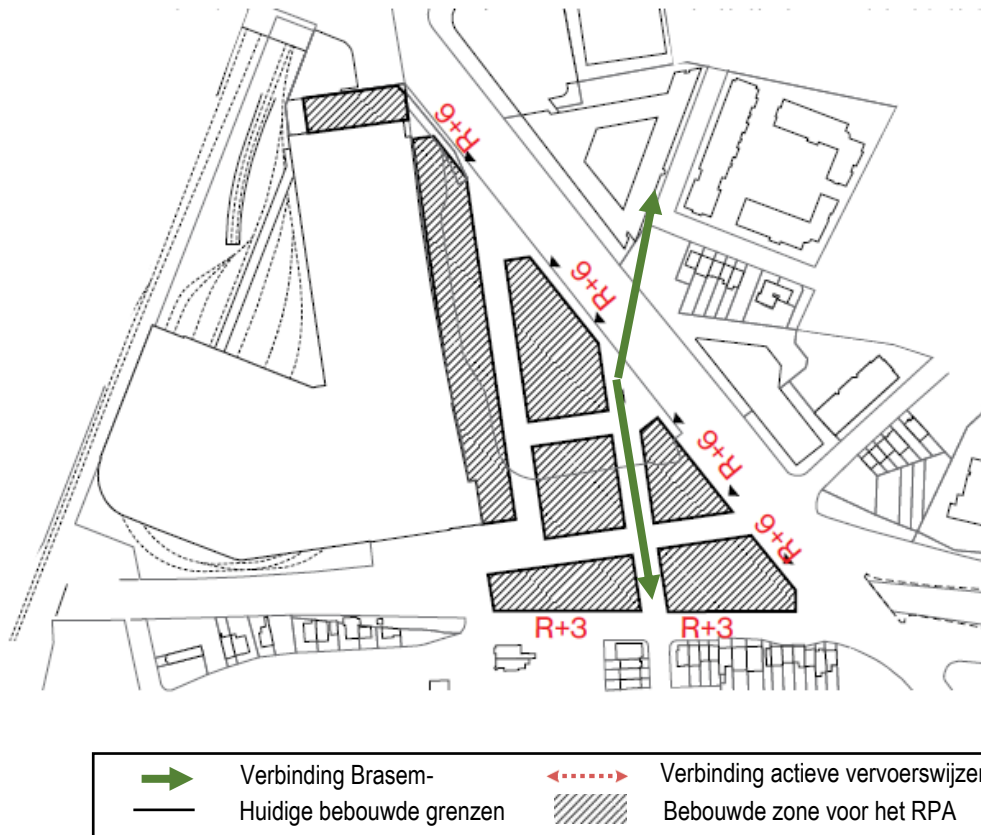 R+6
R+6
R+6
R+6
R+3 R+3
Verbinding Brasem- Verbinding actieve vervoerswijzen
Huidige bebouwde grenzen Bebouwde zone voor het RPA